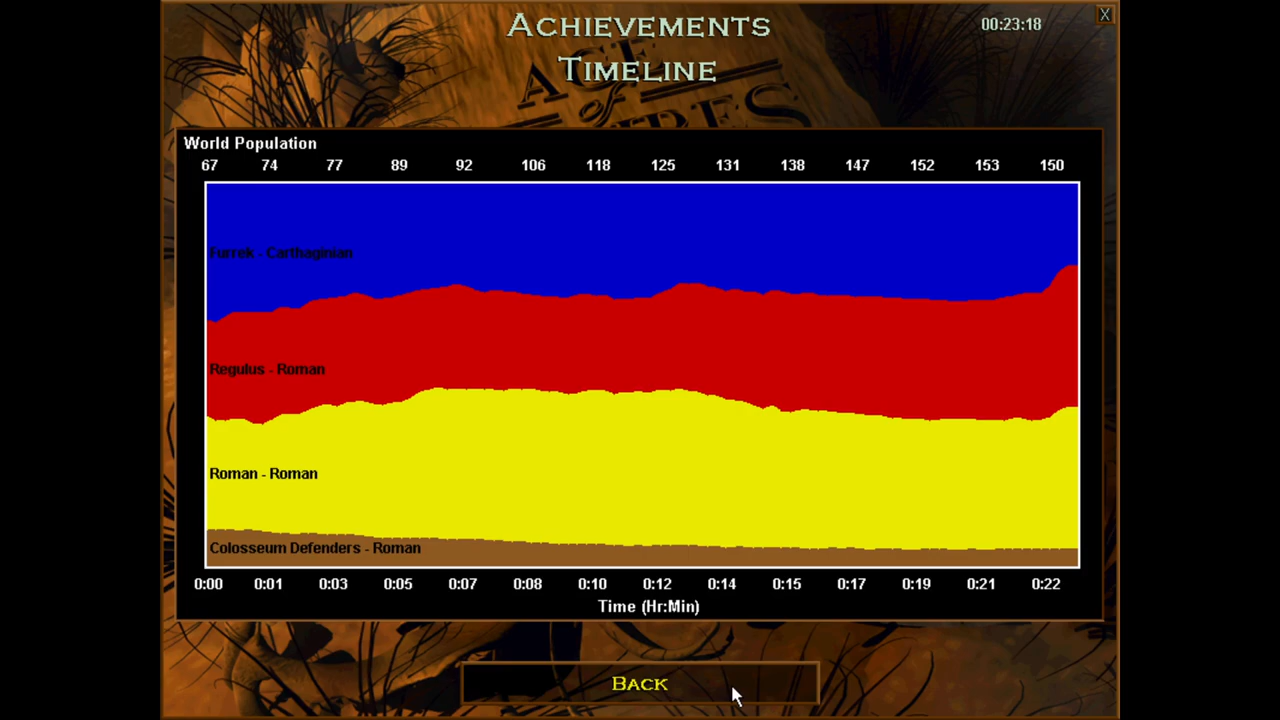 Achievements
00:23:18
X
Timeline
AGE
of
World Population
67 74 77 89 92 106 118 125 131 138 147 152 153 150
Furrek - Carthaginian
Regulus - Roman
Roman - Roman
Colosseum Defenders - Roman
0:00 0:01 0:03 0:05 0:07 0:08 0:10 0:12 0:14 0:15 0:17 0:19 0:21 0:22
Time (Hr:Min)
Back